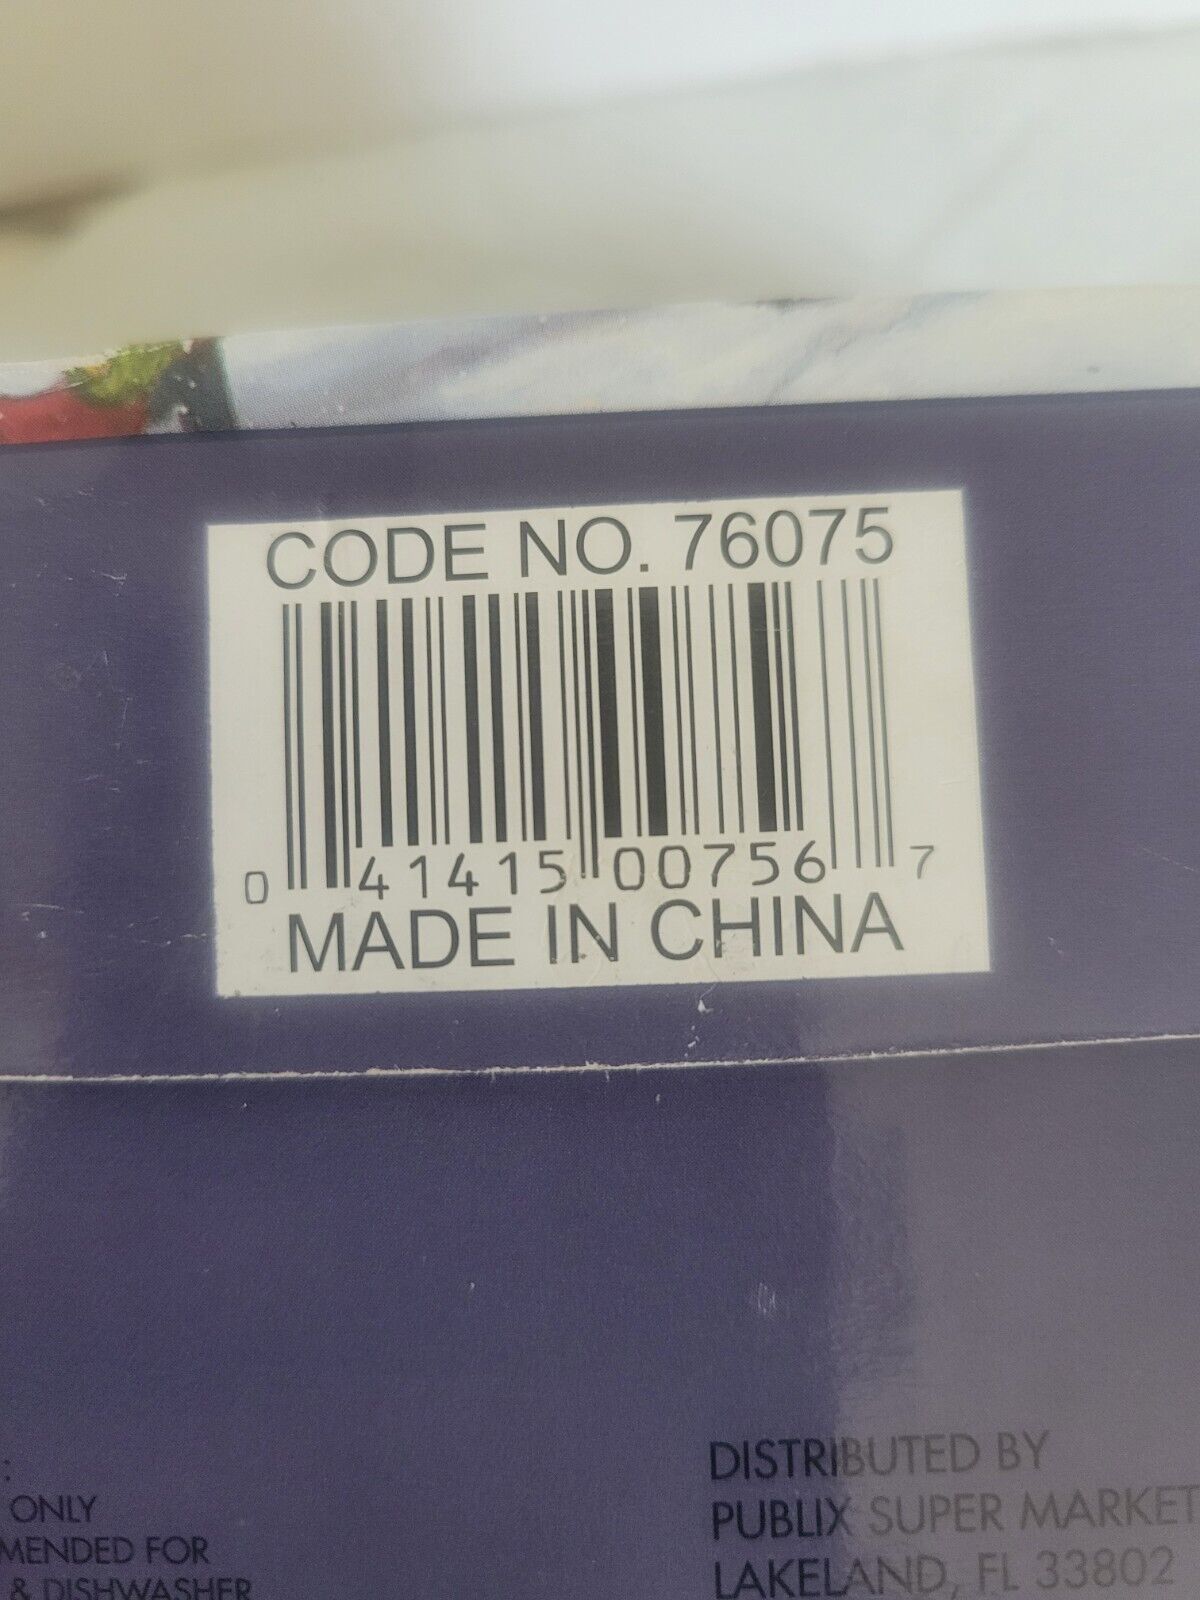 CODE NO. 76075
0 41415 00756 7
MADE IN CHINA
:
ONLY
MENDED FOR
& DISHWASHER
DISTRIBUTED BY
PUBLIX SUPER MARKET
LAKELAND, FL 33802